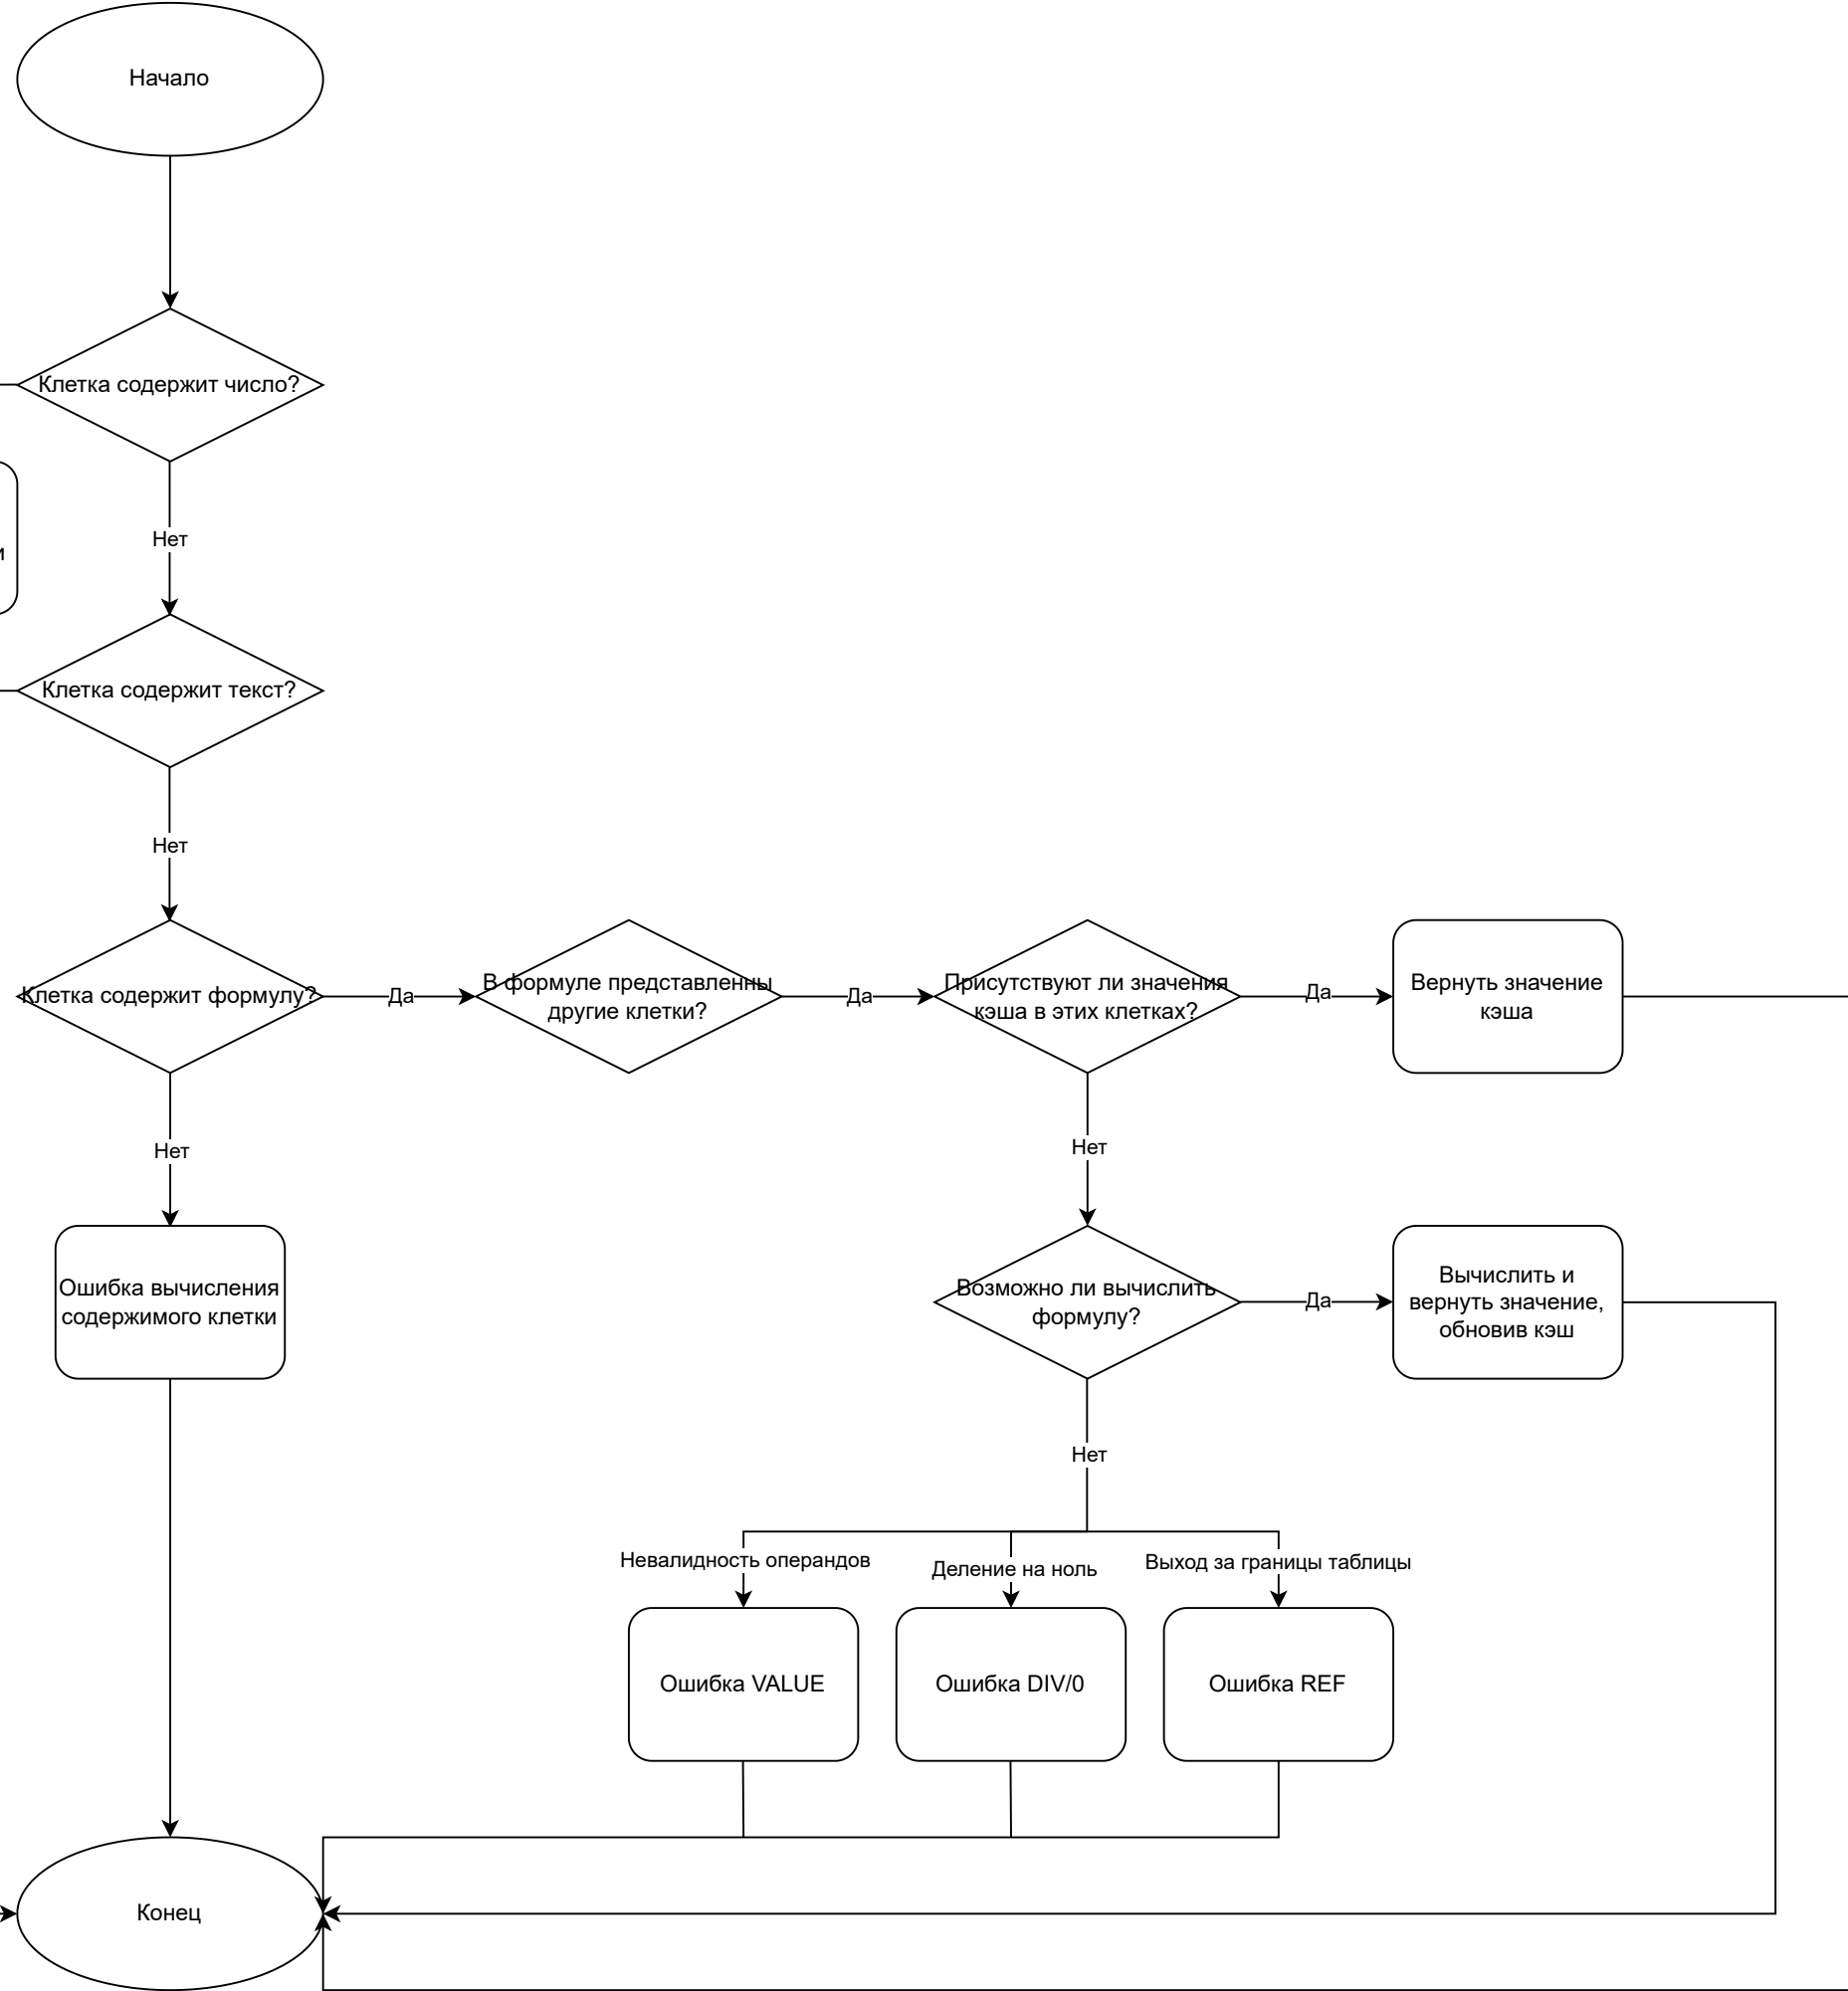 Начало
Клетка содержит число?
и
Нет
Клетка содержит текст?
Нет
Клетка содержит формулу?
Да
В формуле представленны
другие клетки?
Да
Присутствуют ли значения
кэша в этих клетках?
Да
Вернуть значение
кэша
Нет
Нет
Ошибка вычисления
содержимого клетки
Возможно ли вычислить
формулу?
Да
Вычислить и
вернуть значение,
обновив кэш
Нет
Невалидность операндов
Деление на ноль
Выход за границы таблицы
Ошибка VALUE
Ошибка DIV/0
Ошибка REF
Конец